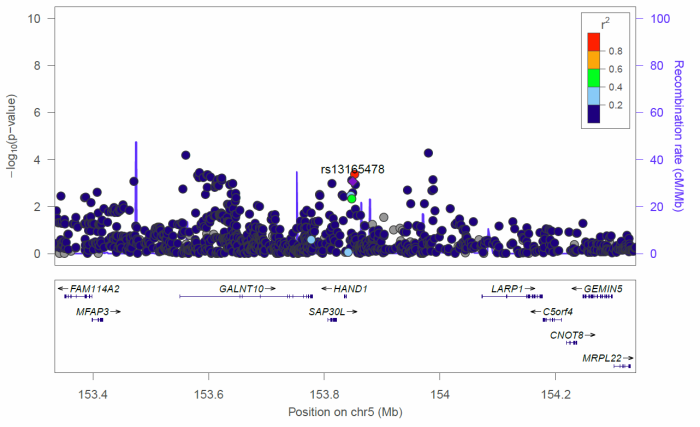 10
8
6
4
2
0
−log10(p−value)
100
80
60
40
20
0
Recombination rate (cM/Mb)
r2
0.8
0.6
0.4
0.2
rs13165478
FAM114A2
GALNT10
HAND1
LARP1
GEMIN5
MFAP3
SAP30L
C5orf4
CNOT8
MRPL22
153.4
153.6
153.8
154
154.2
Position on chr5 (Mb)